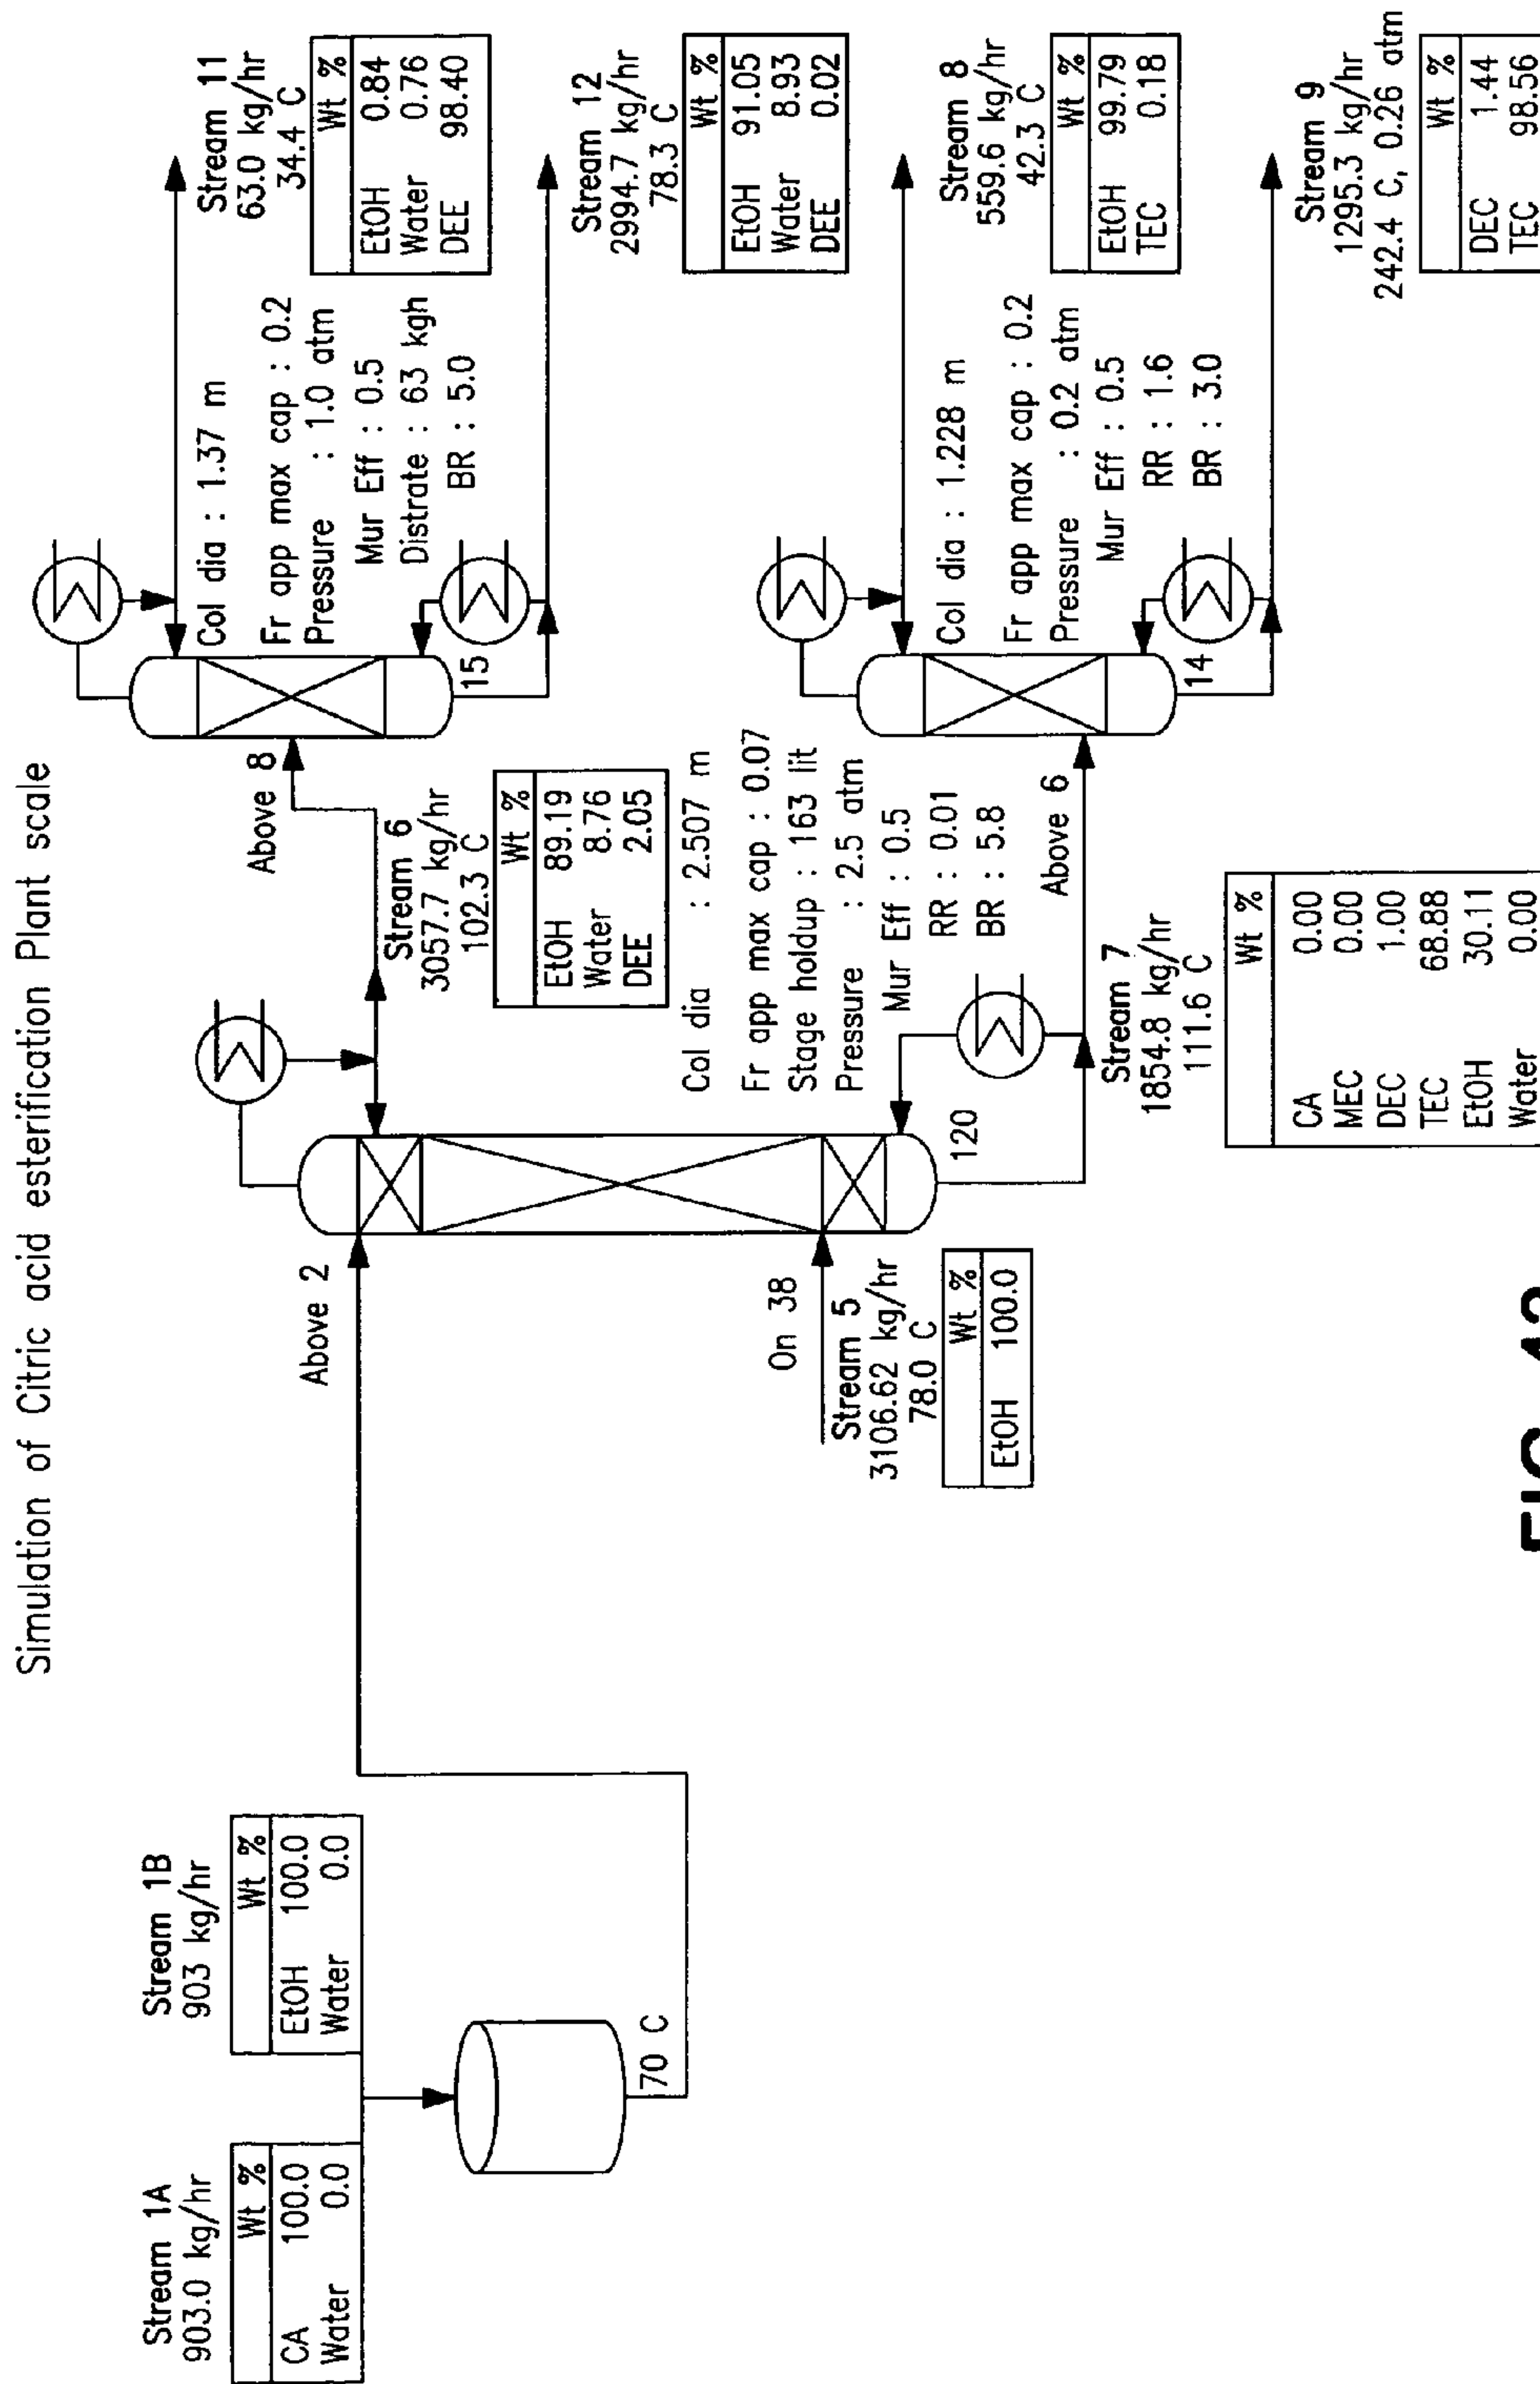 Simulation of Citric acid esterification Plant scale
Stream 1A
903.0 kg/hr
Wt %
CA 100.0
Water 0.0
Stream 1B
903 kg/hr
Wt %
EtOH 100.0
Water 0.0
70 C
Above 2
On 38
Stream 5
3106.62 kg/hr
78.0 C
Wt %
EtOH 100.0
120
Stream 6
3057.7 kg/hr
102.3 C
Wt %
EtOH 89.19
Water 8.76
DEE 2.05
Col dia : 2.507 m
Fr app max cap : 0.07
Stage holdup : 163 lit
Pressure : 2.5 atm
Mur Eff : 0.5
RR : 0.01
BR : 5.8
Stream 7
1854.8 kg/hr
111.6 C
Wt %
CA 0.00
MEC 0.00
DEC 1.00
TEC 68.88
EtOH 30.11
Water 0.00
Above 8
15
Col dia : 1.37 m
Fr app max cap : 0.2
Pressure : 1.0 atm
Mur Eff : 0.5
Distrate : 63 kgh
BR : 5.0
Stream 11
63.0 kg/hr
34.4 C
Wt %
EtOH 0.84
Water 0.76
DEE 98.40
Stream 12
2994.7 kg/hr
78.3 C
Wt %
EtOH 91.05
Water 8.93
DEE 0.02
Above 6
14
Col dia : 1.228 m
Fr app max cap : 0.2
Pressure : 0.2 atm
Mur Eff : 0.5
RR : 1.6
BR : 3.0
Stream 8
559.6 kg/hr
42.3 C
Wt %
EtOH 99.79
TEC 0.18
Stream 9
1295.3 kg/hr
242.4 C, 0.26 atm
Wt %
DEC 1.44
TEC 98.56